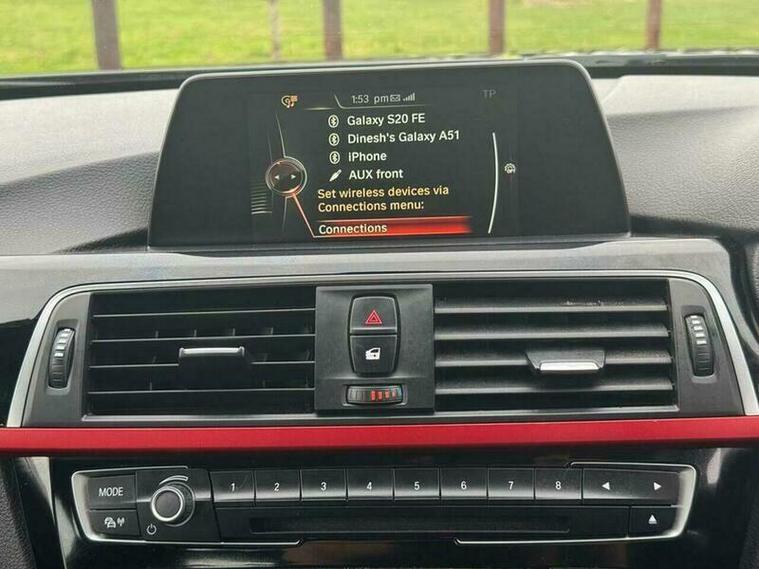 1:53 pm
TP
Galaxy S20 FE
Dinesh's Galaxy A51
iPhone
AUX front
Set wireless devices via
Connections menu:
Connections
MODE
1 2 3 4 5 6 7 8